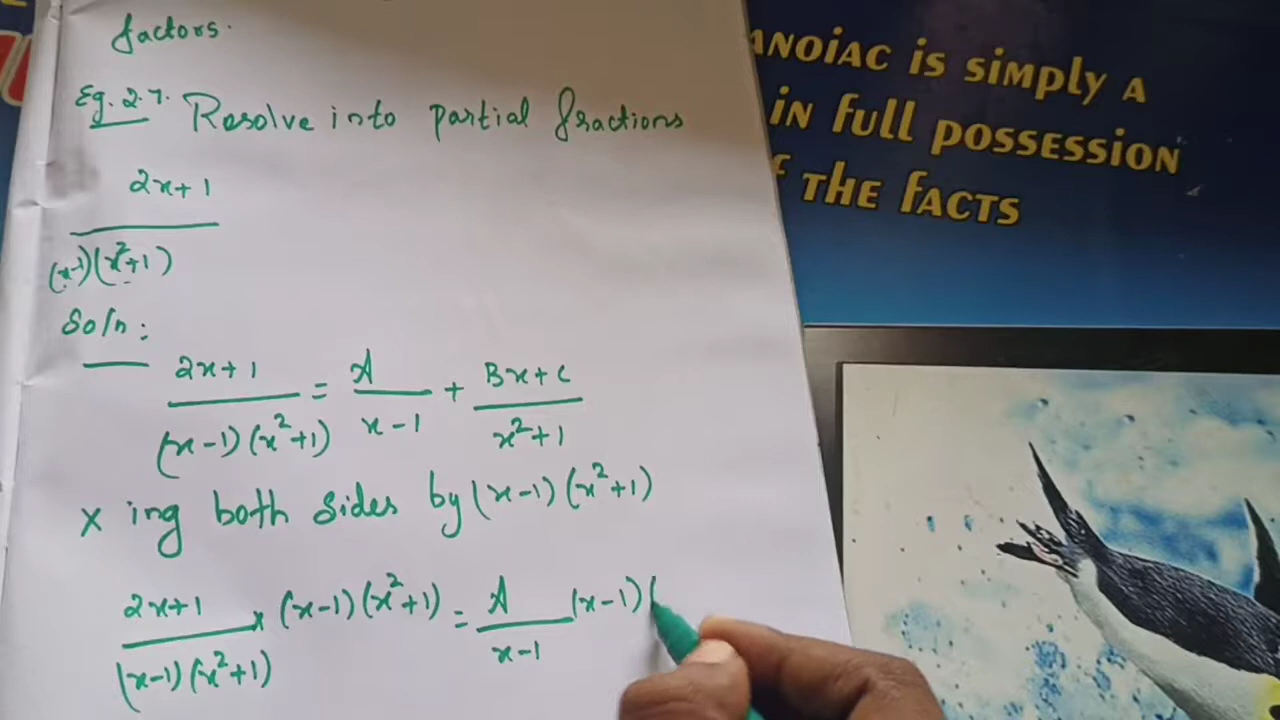 factors.
Eg. 2.7. Resolve into partial fractions
2x+1
(x-1)(x²+1)
Soln:
2x+1 = A + Bx+C
(x-1)(x²+1) x-1 x²+1
x ing both sides by (x-1)(x²+1)
2x+1 x (x-1)(x²+1) = A (x-1)(
(x-1)(x²+1) x-1
ANOIAC IS SIMPLY A
IN FULL POSSESSION
THE FACTS